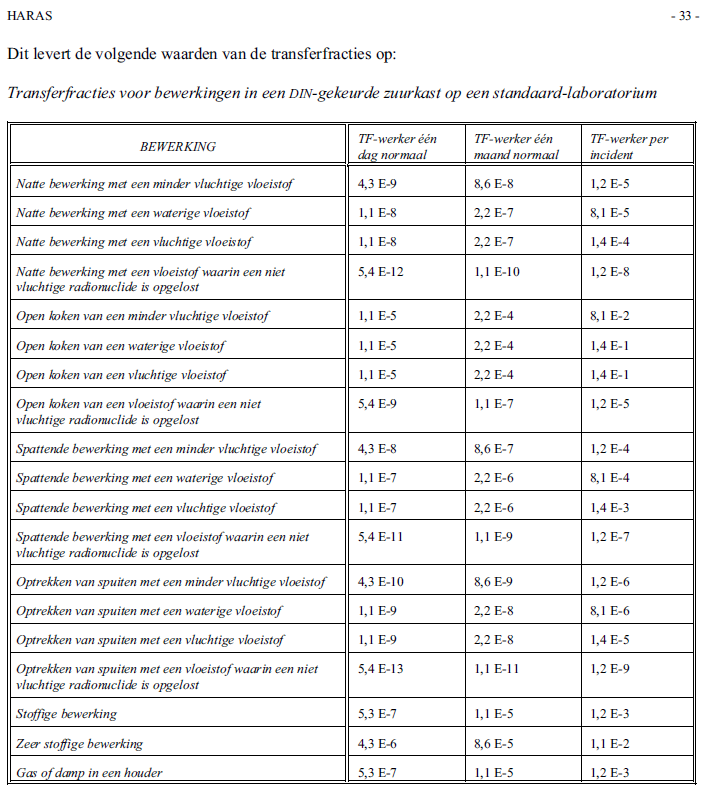 HARAS - 33 -
Dit levert de volgende waarden van de transferfracties op:
Transferfracties voor bewerkingen in een DIN-gekeurde zuurkast op een standaard-laboratorium
BEWERKING TF-werker één dag normaal TF-werker één maand normaal TF-werker per incident
Natte bewerking met een minder vluchtige vloeistof 4,3 E-9 8,6 E-8 1,2 E-5
Natte bewerking met een waterige vloeistof 1,1 E-8 2,2 E-7 8,1 E-5
Natte bewerking met een vluchtige vloeistof 1,1 E-8 2,2 E-7 1,4 E-4
Natte bewerking met een vloeistof waarin een niet vluchtige radionuclide is opgelost 5,4 E-12 1,1 E-10 1,2 E-8
Open koken van een minder vluchtige vloeistof 1,1 E-5 2,2 E-4 8,1 E-2
Open koken van een waterige vloeistof 1,1 E-5 2,2 E-4 1,4 E-1
Open koken van een vluchtige vloeistof 1,1 E-5 2,2 E-4 1,4 E-1
Open koken van een vloeistof waarin een niet vluchtige radionuclide is opgelost 5,4 E-9 1,1 E-7 1,2 E-5
Spattende bewerking met een minder vluchtige vloeistof 4,3 E-8 8,6 E-7 1,2 E-4
Spattende bewerking met een waterige vloeistof 1,1 E-7 2,2 E-6 8,1 E-4
Spattende bewerking met een vluchtige vloeistof 1,1 E-7 2,2 E-6 1,4 E-3
Spattende bewerking met een vloeistof waarin een niet vluchtige radionuclide is opgelost 5,4 E-11 1,1 E-9 1,2 E-7
Optrekken van spuiten met een minder vluchtige vloeistof 4,3 E-10 8,6 E-9 1,2 E-6
Optrekken van spuiten met een waterige vloeistof 1,1 E-9 2,2 E-8 8,1 E-6
Optrekken van spuiten met een vluchtige vloeistof 1,1 E-9 2,2 E-8 1,4 E-5
Optrekken van spuiten met een vloeistof waarin een niet vluchtige radionuclide is opgelost 5,4 E-13 1,1 E-11 1,2 E-9
Stoffige bewerking 5,3 E-7 1,1 E-5 1,2 E-3
Zeer stoffige bewerking 4,3 E-6 8,6 E-5 1,1 E-2
Gas of damp in een houder 5,3 E-7 1,1 E-5 1,2 E-3